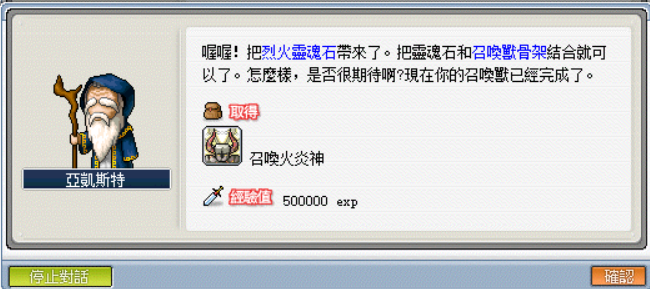 喔喔！把烈火靈魂石帶來了。把靈魂石和召喚獸骨架結合就可
以了。怎麼樣，是否很期待啊?現在你的召喚獸已經完成了。
取得
召喚火炎神
亞凱斯特
經驗值 500000 exp
停止對話
確認